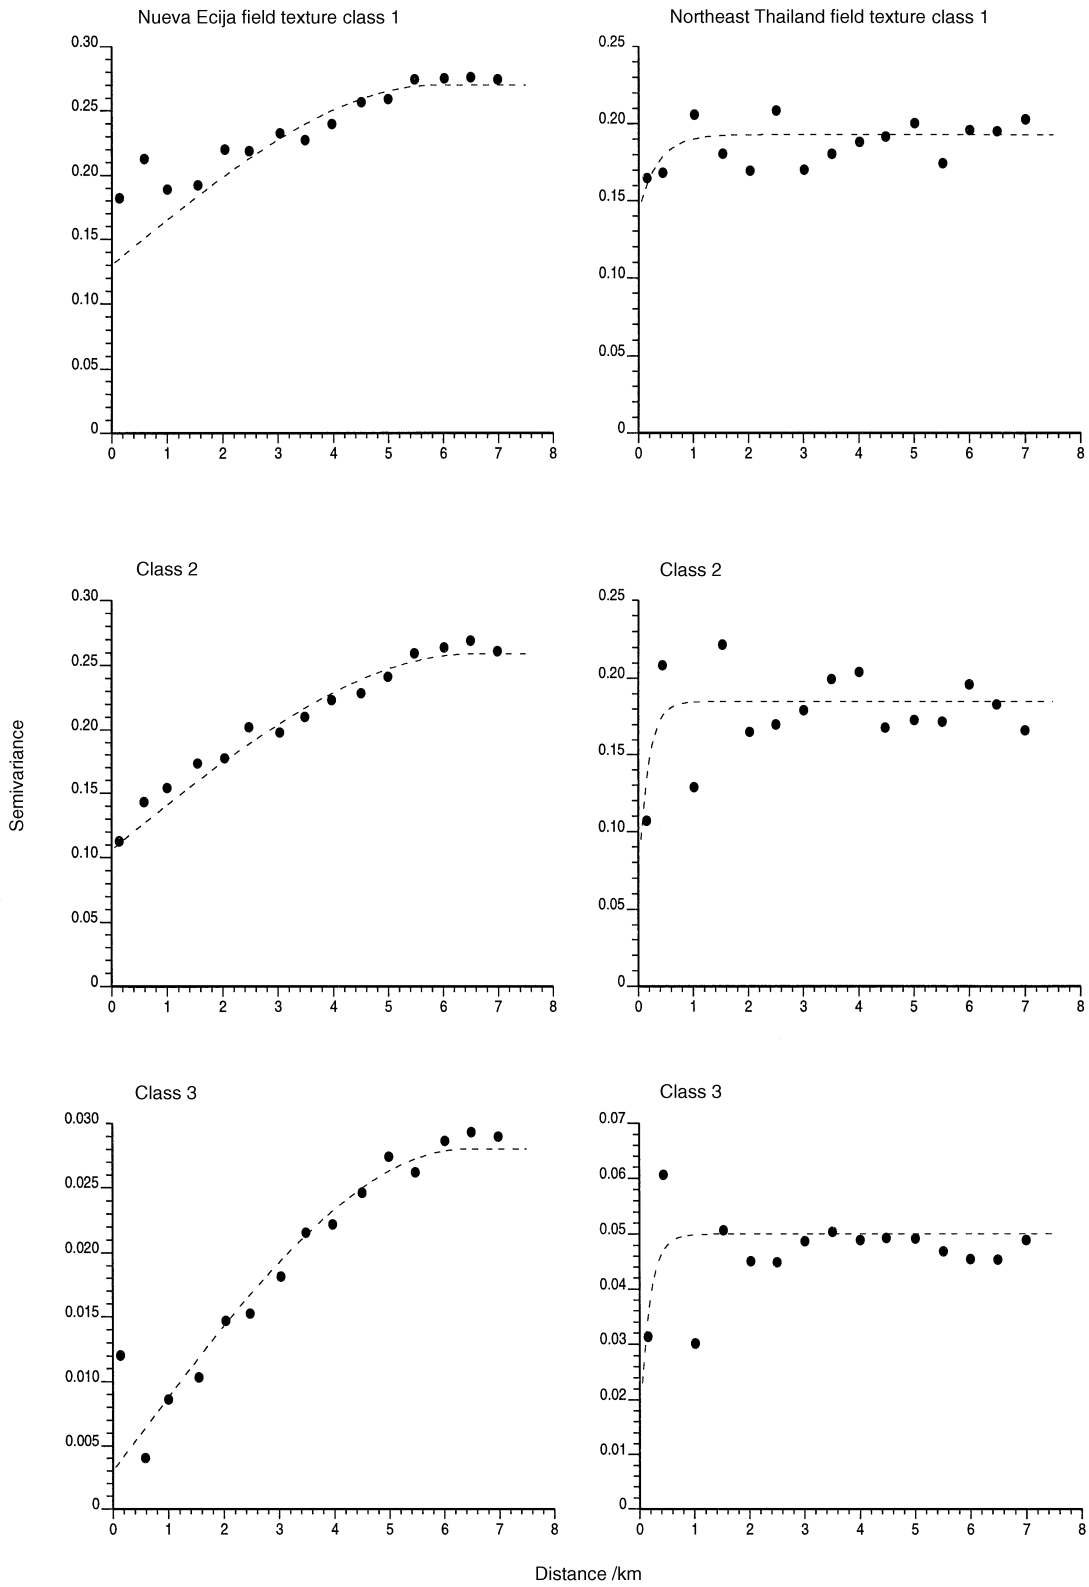 Nueva Ecija field texture class 1
0.30
0.25
0.20
0.15
0.10
0.05
0
0 1 2 3 4 5 6 7 8
Northeast Thailand field texture class 1
0.25
0.20
0.15
0.10
0.05
0
0 1 2 3 4 5 6 7 8
Semivariance
Class 2
0.30
0.25
0.20
0.15
0.10
0.05
0
0 1 2 3 4 5 6 7 8
Class 2
0.25
0.20
0.15
0.10
0.05
0
0 1 2 3 4 5 6 7 8
Class 3
0.030
0.025
0.020
0.015
0.010
0.005
0
0 1 2 3 4 5 6 7 8
Class 3
0.07
0.06
0.05
0.04
0.03
0.02
0.01
0
0 1 2 3 4 5 6 7 8
Distance /km